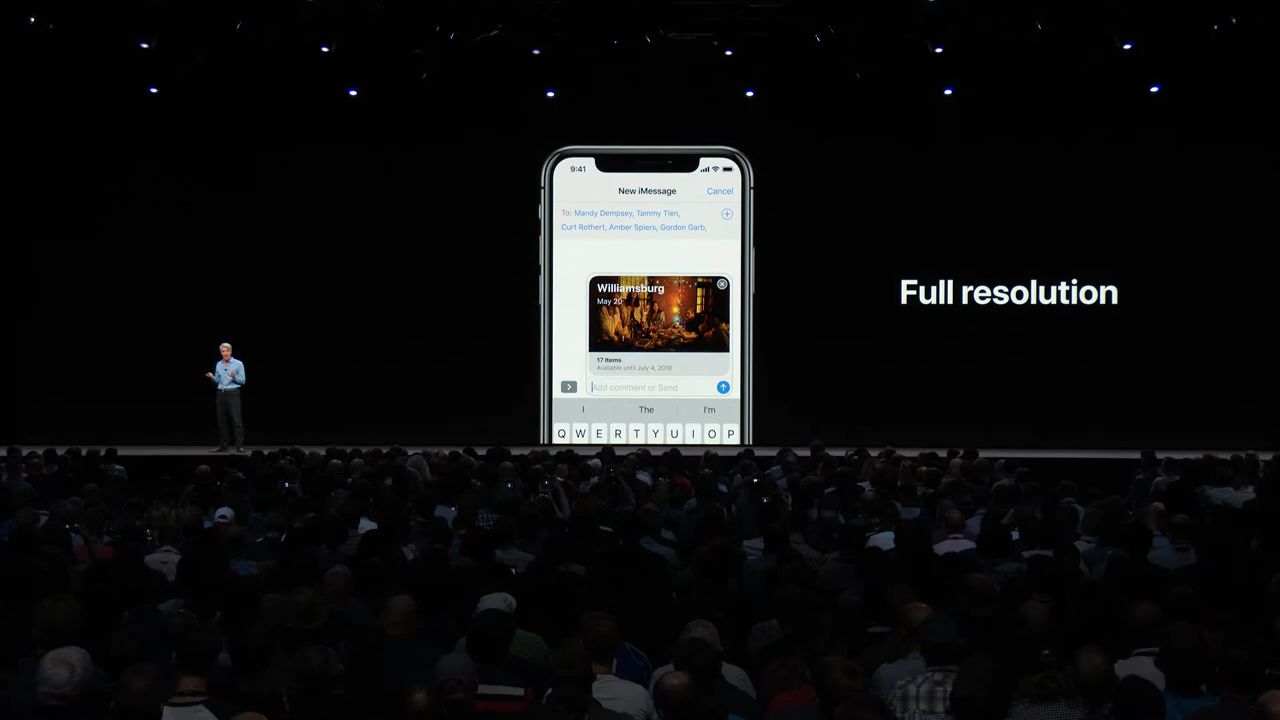 9:41
New iMessage
Cancel
To: Mandy Dempsey, Tammy Tien,
Curt Rothert, Amber Spiers, Gordon Garb,
Williamsburg
May 20
17 Items
Available until July 4, 2018
Add comment or Send
I The I'm
Q W E R T Y U I O P
Full resolution